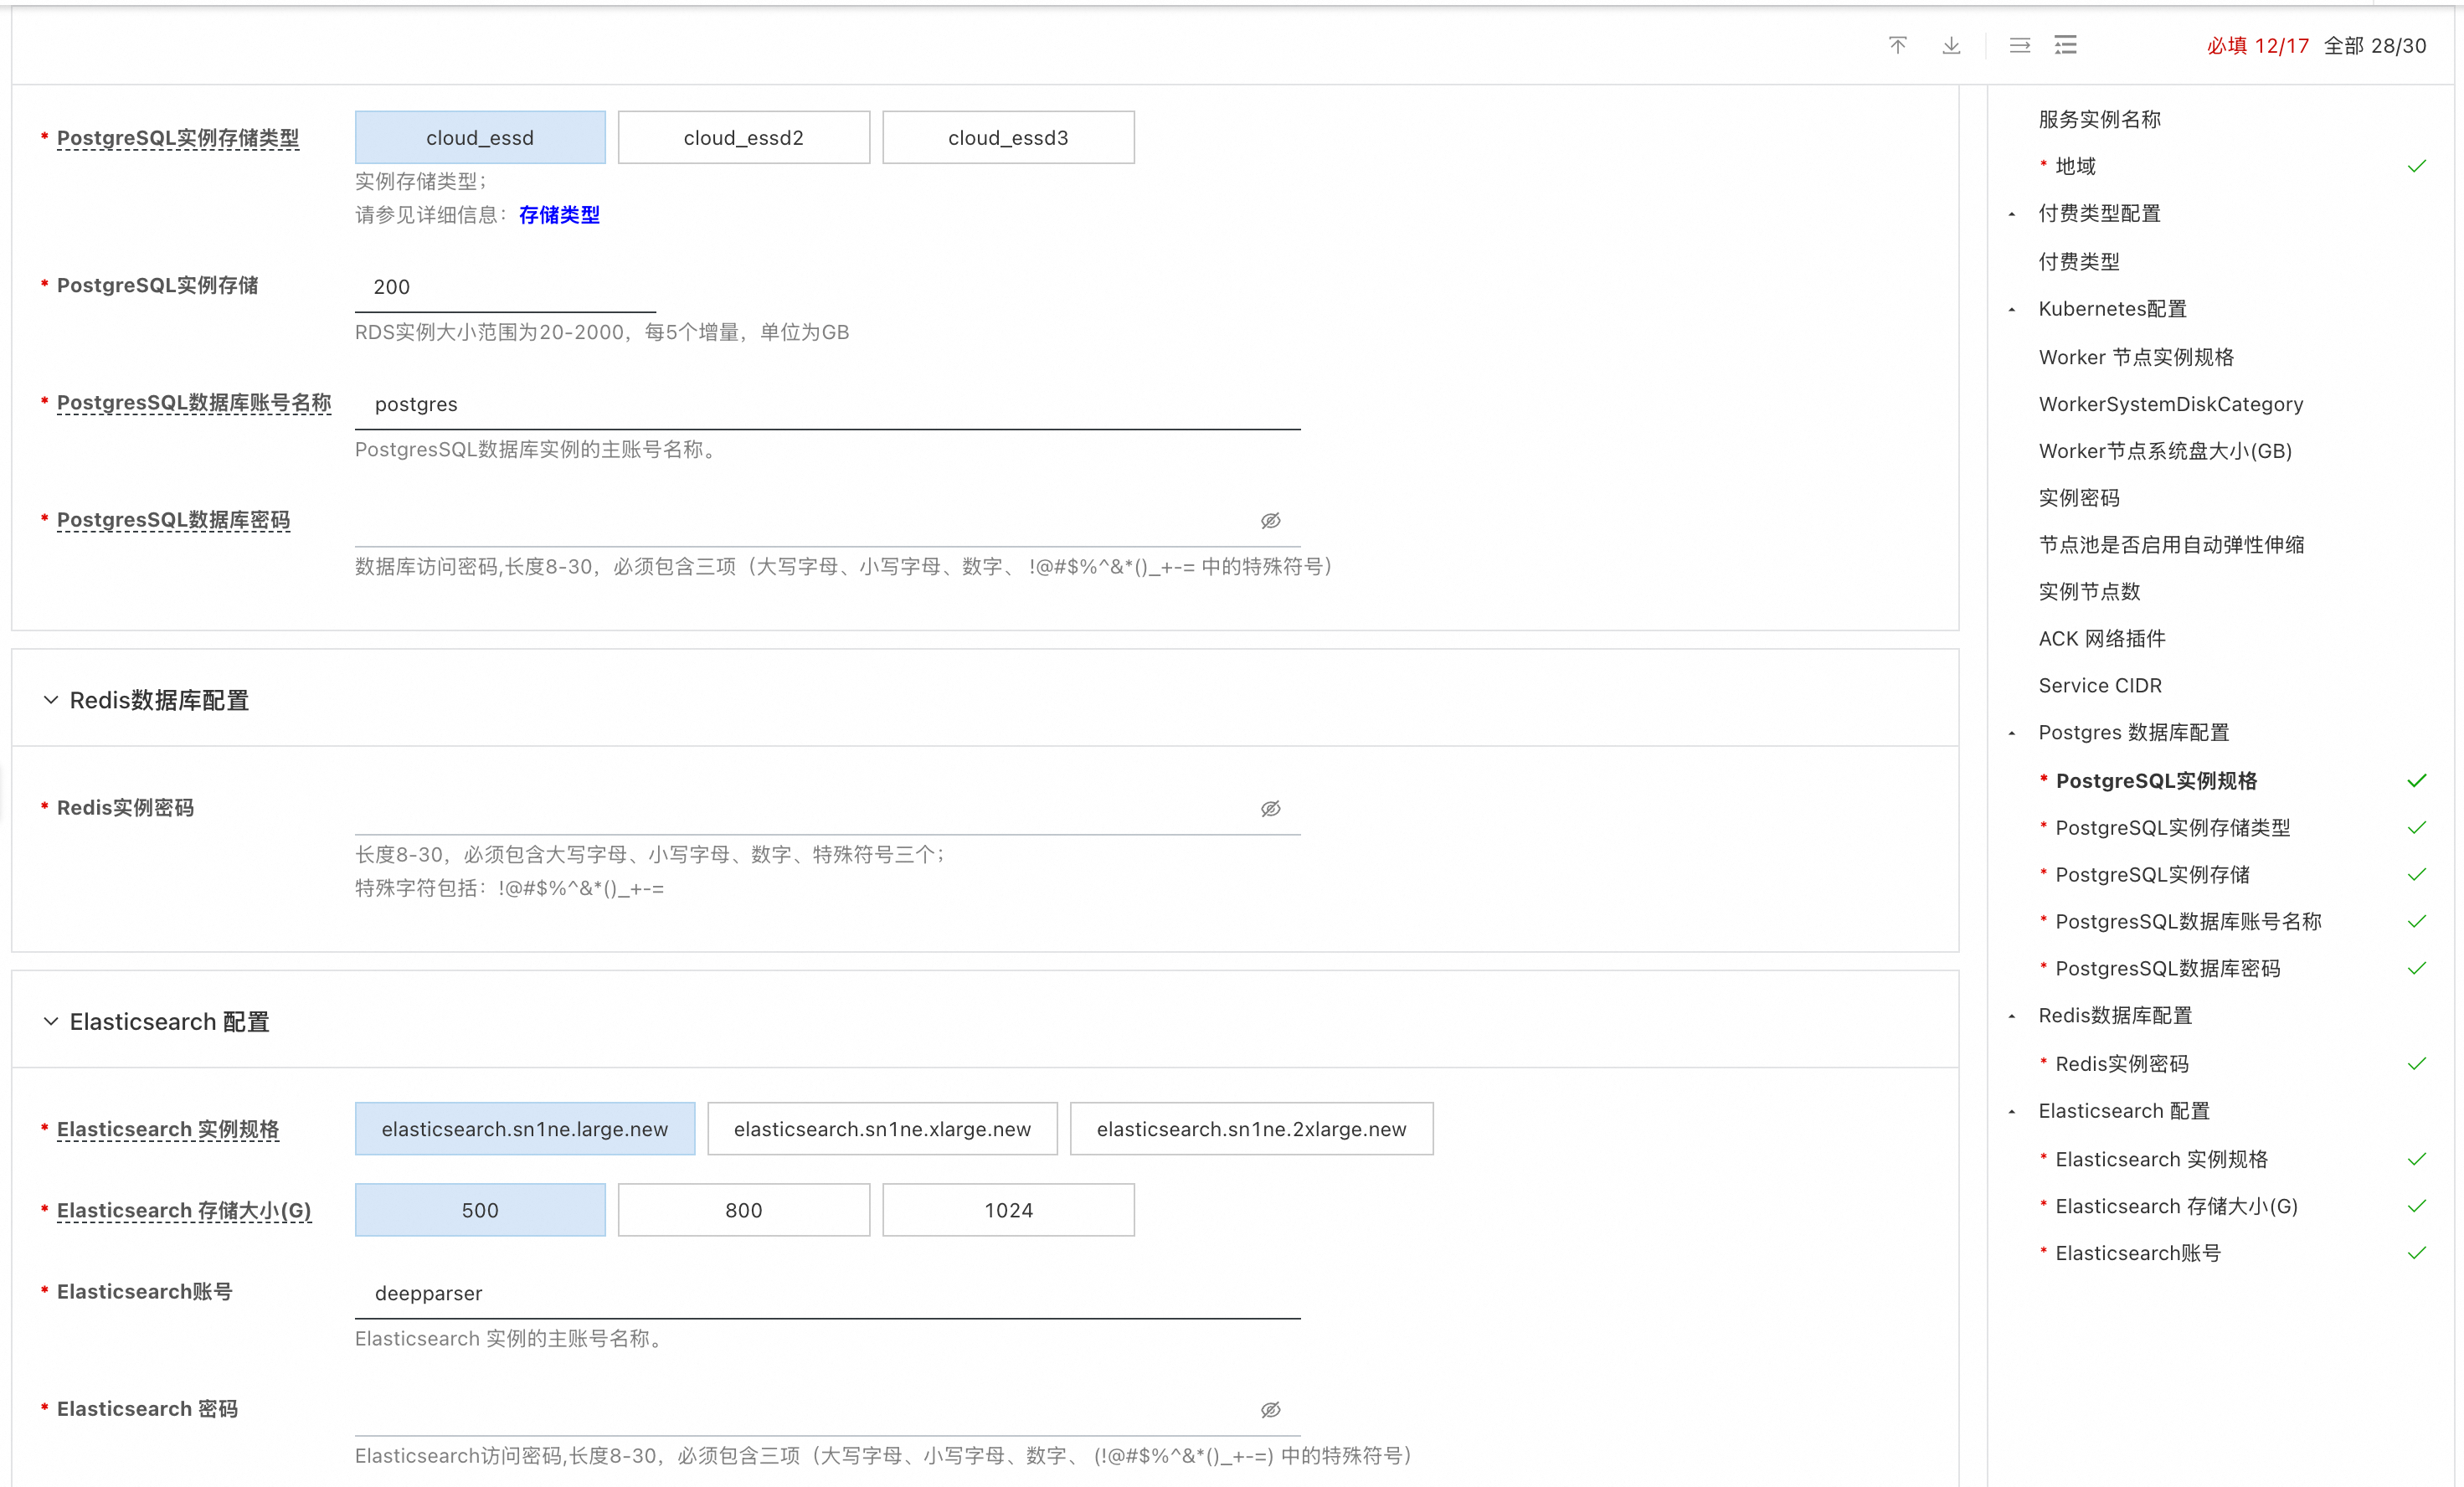 必填 12/17 全部 28/30
* PostgreSQL实例存储类型
cloud_essd
cloud_essd2
cloud_essd3
实例存储类型；
请参见详细信息：存储类型
* PostgreSQL实例存储
200
RDS实例大小范围为20-2000，每5个增量，单位为GB
* PostgresSQL数据库账号名称
postgres
PostgresSQL数据库实例的主账号名称。
* PostgresSQL数据库密码
数据库访问密码,长度8-30，必须包含三项（大写字母、小写字母、数字、 !@#$%^&*()_+-= 中的特殊符号）
Redis数据库配置
* Redis实例密码
长度8-30，必须包含大写字母、小写字母、数字、特殊符号三个；
特殊字符包括：!@#$%^&*()_+-=
Elasticsearch 配置
* Elasticsearch 实例规格
elasticsearch.sn1ne.large.new
elasticsearch.sn1ne.xlarge.new
elasticsearch.sn1ne.2xlarge.new
* Elasticsearch 存储大小(G)
500
800
1024
* Elasticsearch账号
deepparser
Elasticsearch 实例的主账号名称。
* Elasticsearch 密码
Elasticsearch访问密码,长度8-30，必须包含三项（大写字母、小写字母、数字、 (!@#$%^&*()_+-=) 中的特殊符号）
服务实例名称
* 地域
付费类型配置
付费类型
Kubernetes配置
Worker 节点实例规格
WorkerSystemDiskCategory
Worker节点系统盘大小(GB)
实例密码
节点池是否启用自动弹性伸缩
实例节点数
ACK 网络插件
Service CIDR
Postgres 数据库配置
* PostgreSQL实例规格
* PostgreSQL实例存储类型
* PostgreSQL实例存储
* PostgresSQL数据库账号名称
* PostgresSQL数据库密码
Redis数据库配置
* Redis实例密码
Elasticsearch 配置
* Elasticsearch 实例规格
* Elasticsearch 存储大小(G)
* Elasticsearch账号